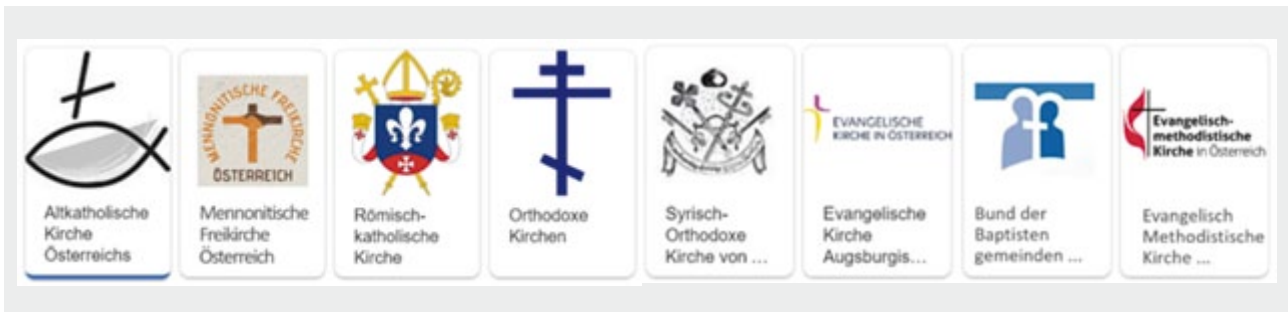 MENNONITISCHE FREIKIRCHE
ÖSTERREICH
EVANGELISCHE
KIRCHE IN ÖSTERREICH
Evangelisch-
methodistische
Kirche in Österreich
Altkatholische
Kirche
Österreichs
Mennonitische
Freikirche
Österreich
Römisch-
katholische
Kirche
Orthodoxe
Kirchen
Syrisch-
Orthodoxe
Kirche von ...
Evangelische
Kirche
Augsburgis...
Bund der
Baptisten
gemeinden ...
Evangelisch
Methodistische
Kirche ...